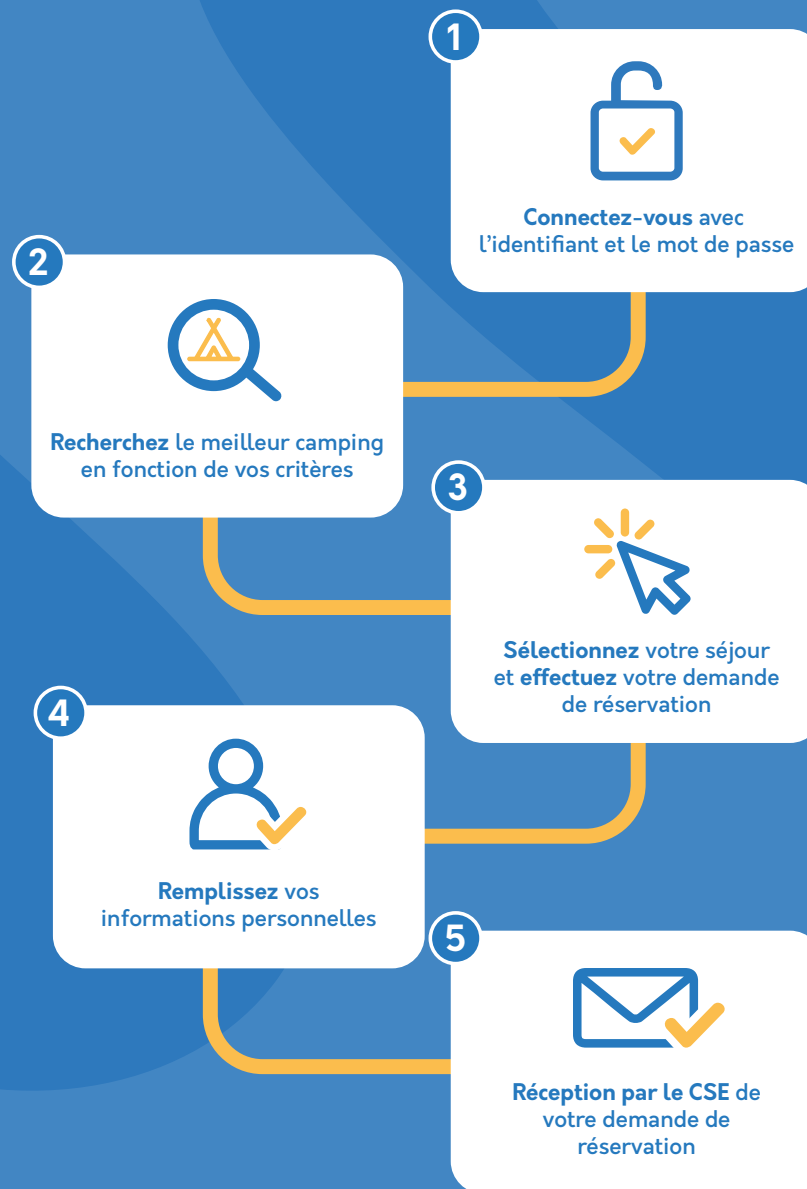 1
Connectez-vous avec
l'identifiant et le mot de passe
2
Recherchez le meilleur camping
en fonction de vos critères
3
Sélectionnez votre séjour
et effectuez votre demande
de réservation
4
Remplissez vos
informations personnelles
5
Réception par le CSE de
votre demande de
réservation